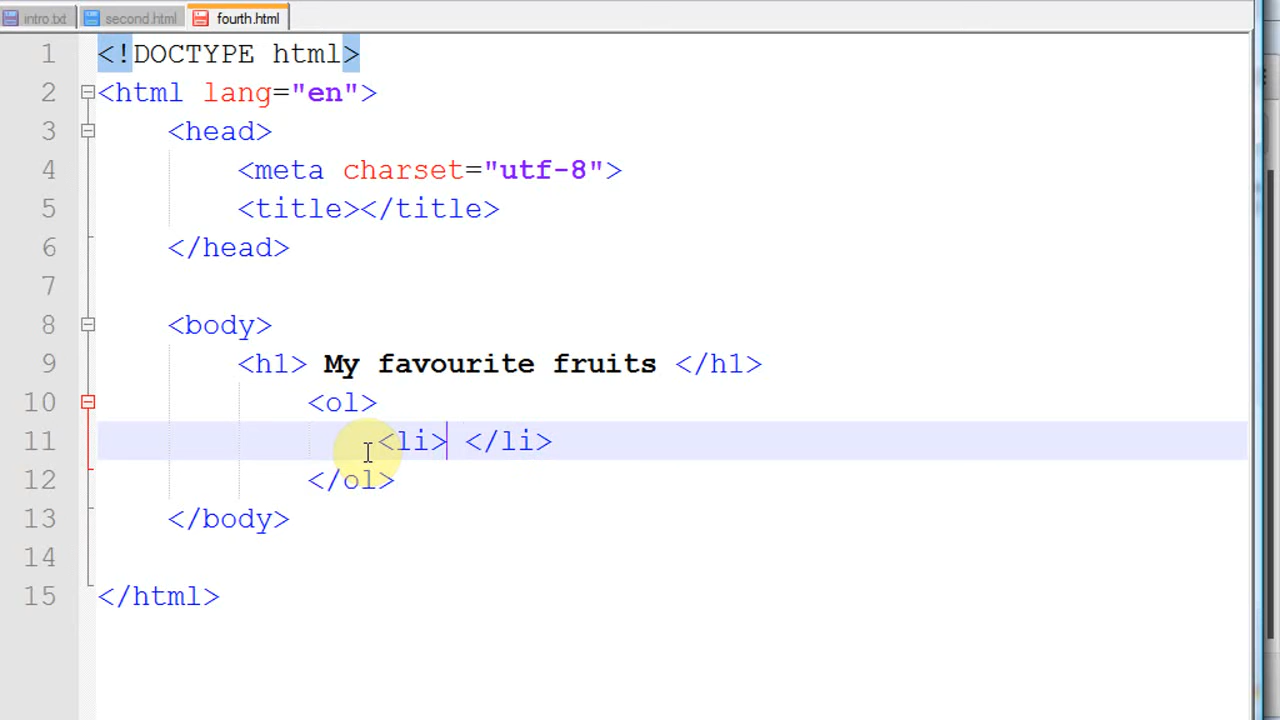 intro.txt second.html fourth.html
1 <!DOCTYPE html>
2 <html lang="en">
3 <head>
4 <meta charset="utf-8">
5 <title></title>
6 </head>
7
8 <body>
9 <h1> My favourite fruits </h1>
10 <ol>
11 <li> </li>
12 </ol>
13 </body>
14
15 </html>